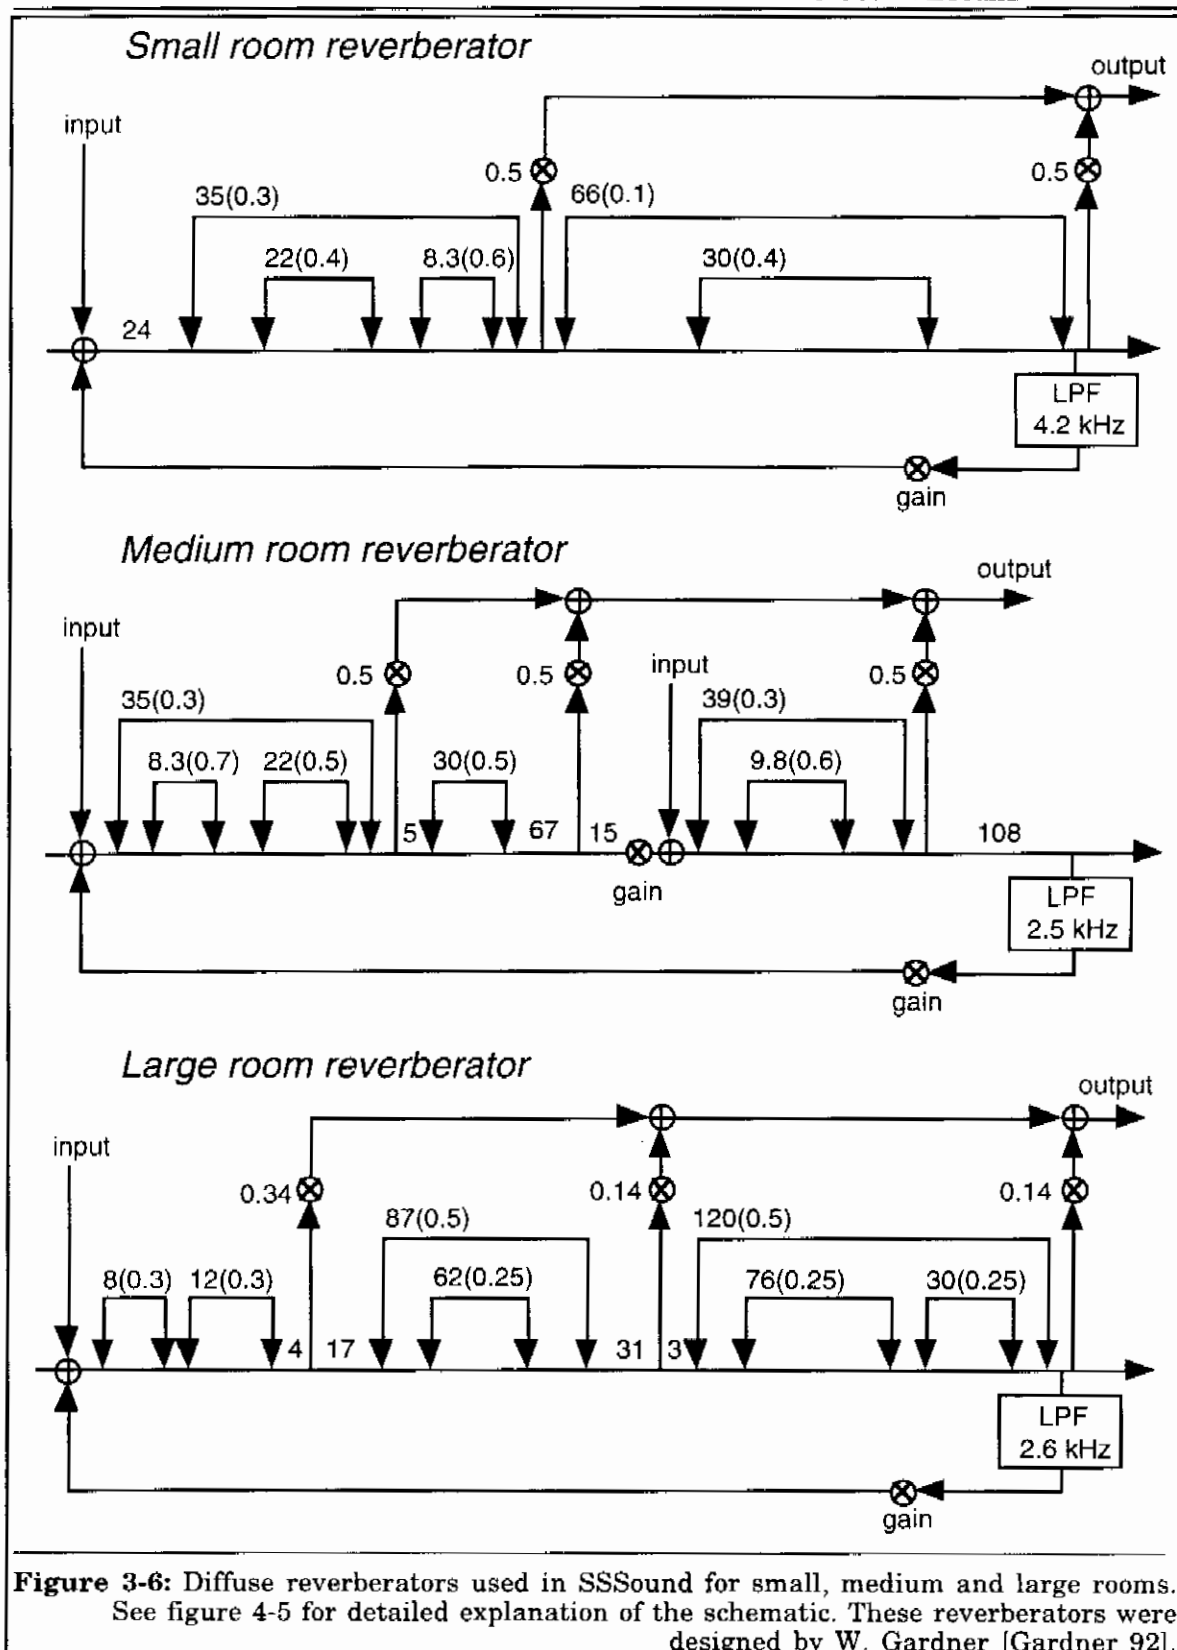 Small room reverberator
output
input
0.5
0.5
35(0.3)
66(0.1)
22(0.4)
8.3(0.6)
30(0.4)
24
LPF
4.2 kHz
gain
Medium room reverberator
output
input
input
0.5
0.5
0.5
35(0.3)
39(0.3)
8.3(0.7)
22(0.5)
30(0.5)
9.8(0.6)
5
67
15
108
gain
LPF
2.5 kHz
gain
Large room reverberator
output
input
0.34
0.14
0.14
87(0.5)
120(0.5)
8(0.3)
12(0.3)
62(0.25)
76(0.25)
30(0.25)
4
17
31
3
LPF
2.6 kHz
gain
Figure 3-6: Diffuse reverberators used in SSSound for small, medium and large rooms.
See figure 4-5 for detailed explanation of the schematic. These reverberators were
designed by W. Gardner [Gardner 92].